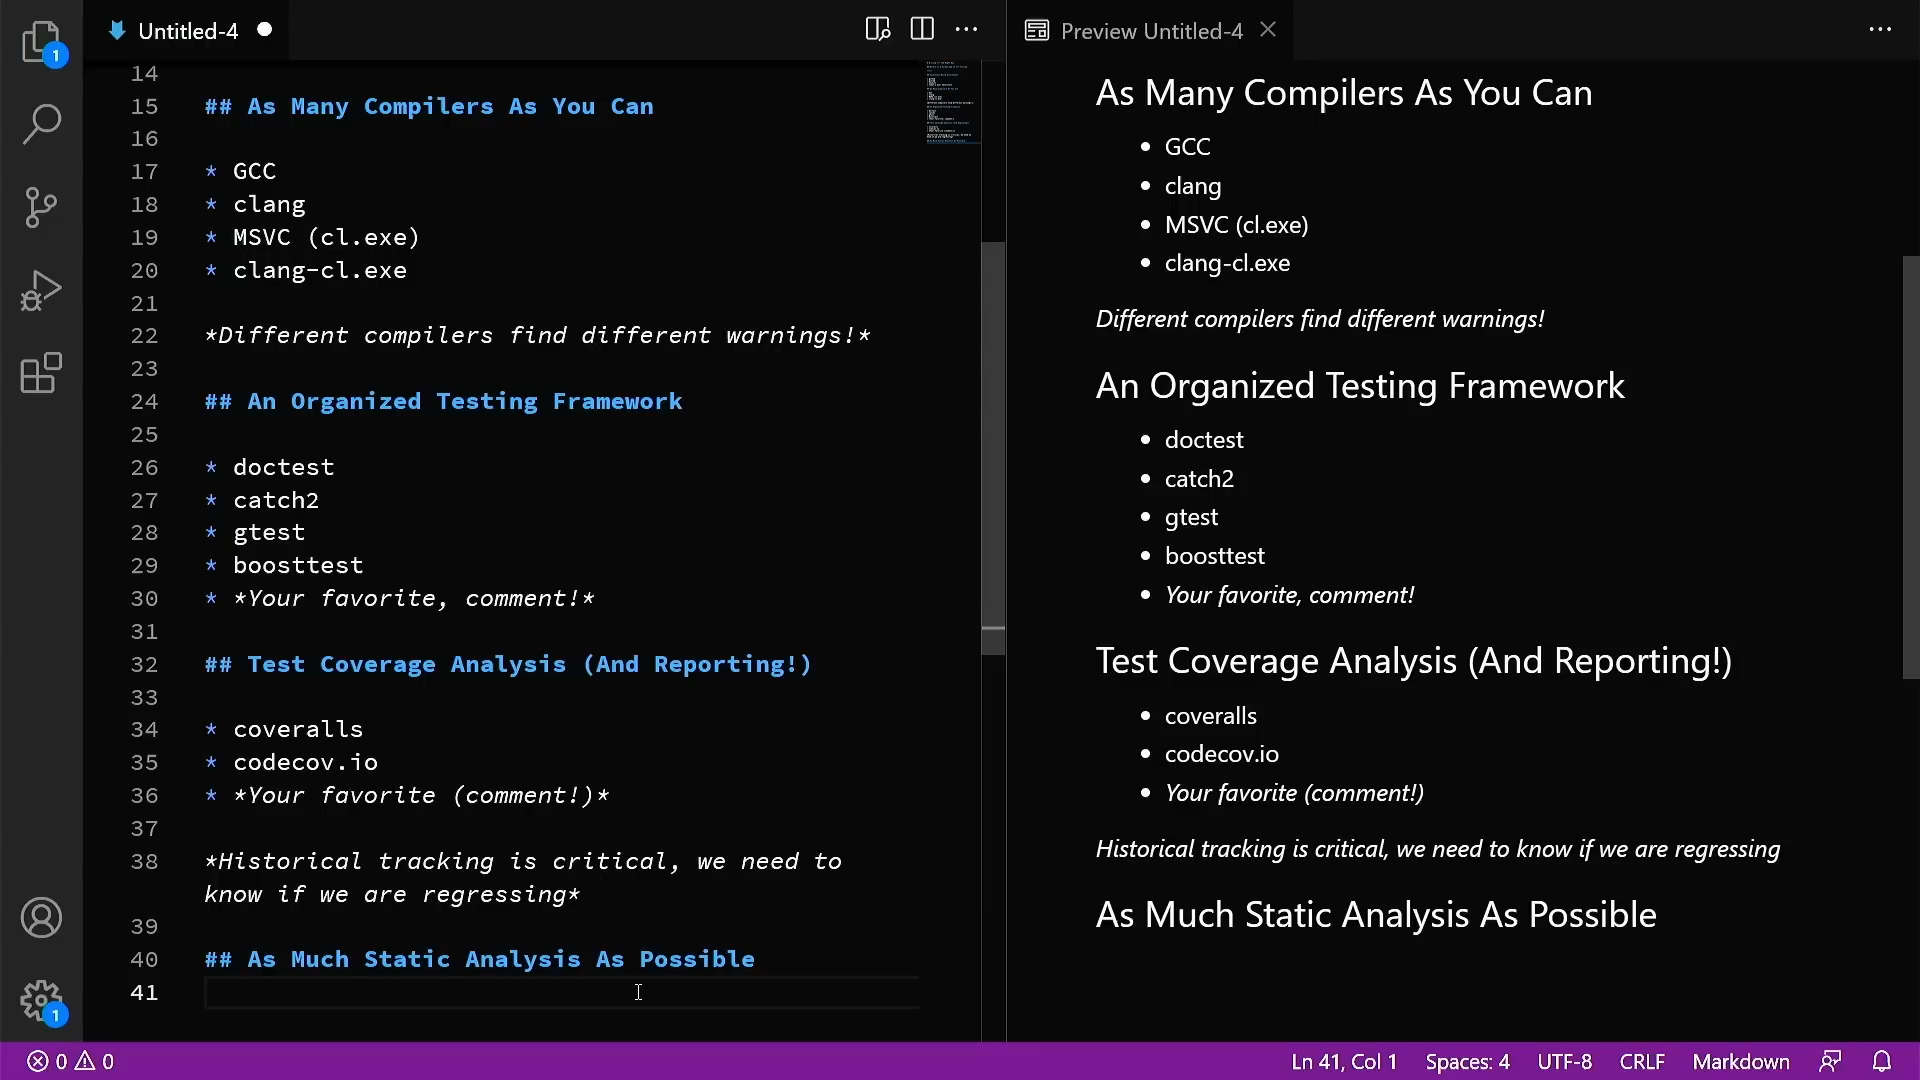 Untitled-4
14
15 ## As Many Compilers As You Can
16
17 * GCC
18 * clang
19 * MSVC (cl.exe)
20 * clang-cl.exe
21
22 *Different compilers find different warnings!*
23
24 ## An Organized Testing Framework
25
26 * doctest
27 * catch2
28 * gtest
29 * boosttest
30 * *Your favorite, comment!*
31
32 ## Test Coverage Analysis (And Reporting!)
33
34 * coveralls
35 * codecov.io
36 * *Your favorite (comment!)*
37
38 *Historical tracking is critical, we need to
know if we are regressing*
39
40 ## As Much Static Analysis As Possible
41
Preview Untitled-4
As Many Compilers As You Can
• GCC
• clang
• MSVC (cl.exe)
• clang-cl.exe
Different compilers find different warnings!
An Organized Testing Framework
• doctest
• catch2
• gtest
• boosttest
• Your favorite, comment!
Test Coverage Analysis (And Reporting!)
• coveralls
• codecov.io
• Your favorite (comment!)
Historical tracking is critical, we need to know if we are regressing
As Much Static Analysis As Possible
1
1
0 0
Ln 41, Col 1 Spaces: 4 UTF-8 CRLF Markdown